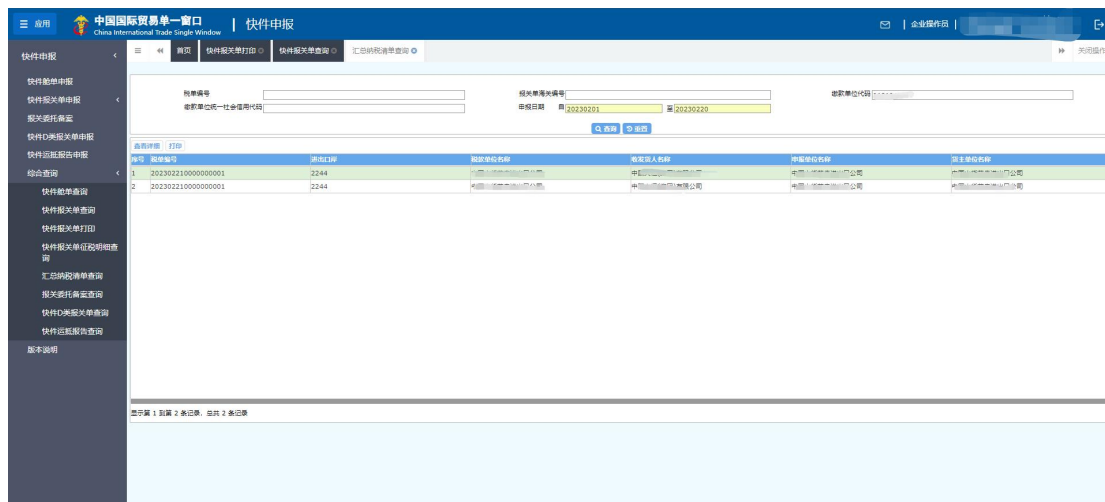 应用
中国国际贸易单一窗口
China International Trade Single Window
快件申报
企业操作员
快件申报
首页
快件报关单打印
快件报关单查询
汇总纳税清单查询
关闭操作
快件舱单申报
快件报关单申报
报关委托备案
快件D类报关单申报
快件运抵报告申报
综合查询
快件舱单查询
快件报关单查询
快件报关单打印
快件报关单征税明细查
询
汇总纳税清单查询
报关委托备案查询
快件D类报关单查询
快件运抵报告查询
版本说明
税单编号
报关单海关编号
缴款单位代码
缴款单位统一社会信用代码
申报日期 自 20230201 至 20230220
查询 重置
查看详细 打印
序号 税单编号 进出口岸 税款单位名称 收发货人名称 申报单位名称 货主单位名称
1 202302210000000001 2244
2 202302210000000001 2244
显示第 1 到第 2 条记录，总共 2 条记录